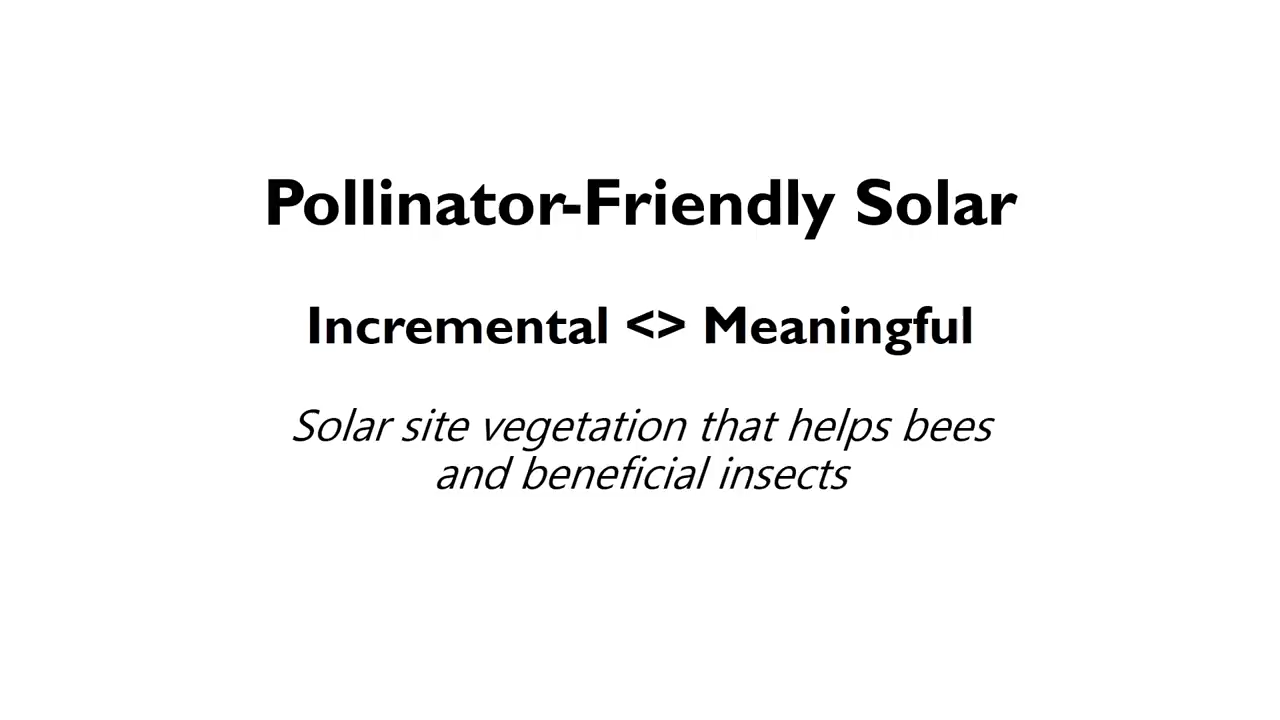 Pollinator-Friendly Solar
Incremental <> Meaningful
Solar site vegetation that helps bees
and beneficial insects